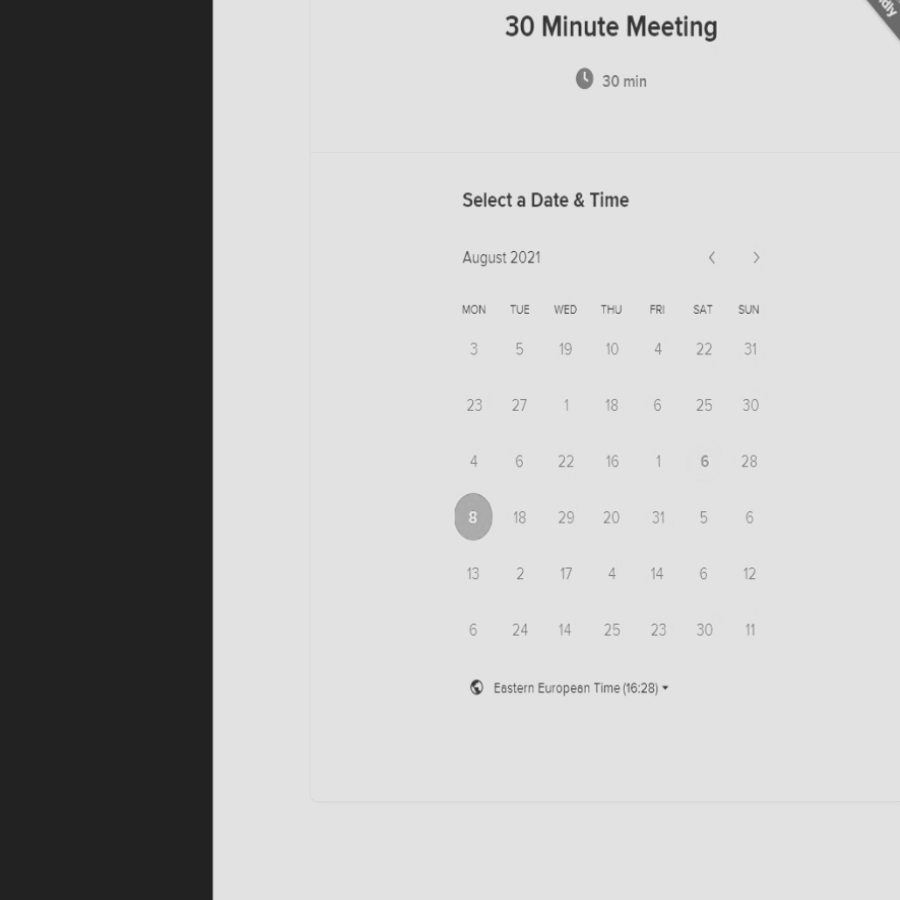 dly
30 Minute Meeting
30 min
Select a Date & Time
August 2021
MON TUE WED THU FRI SAT SUN
3 5 19 10 4 22 31
23 27 1 18 6 25 30
4 6 22 16 1 6 28
8 18 29 20 31 5 6
13 2 17 4 14 6 12
6 24 14 25 23 30 11
Eastern European Time (16:28)